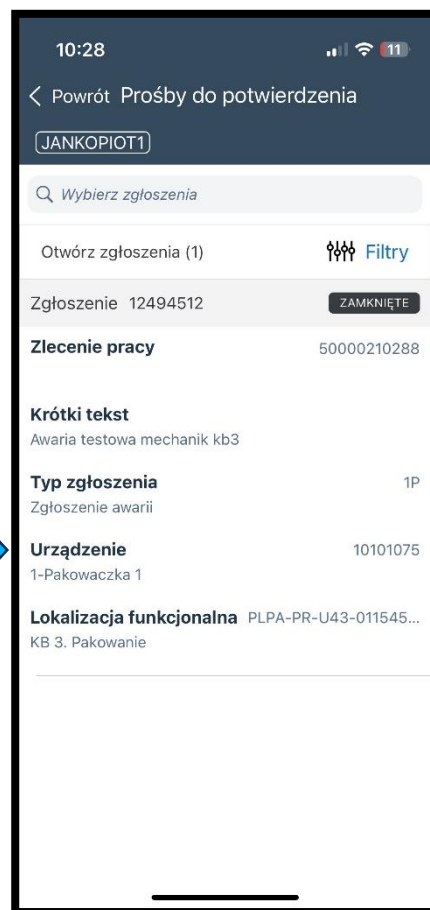 10:28
11
Powrót Prośby do potwierdzenia
JANKOPIOT1
Wybierz zgłoszenia
Otwórz zgłoszenia (1) Filtry
Zgłoszenie 12494512 ZAMKNIĘTE
Zlecenie pracy 50000210288
Krótki tekst
Awaria testowa mechanik kb3
Typ zgłoszenia 1P
Zgłoszenie awarii
Urządzenie 10101075
1-Pakowaczka 1
Lokalizacja funkcjonalna PLPA-PR-U43-011545...
KB 3. Pakowanie